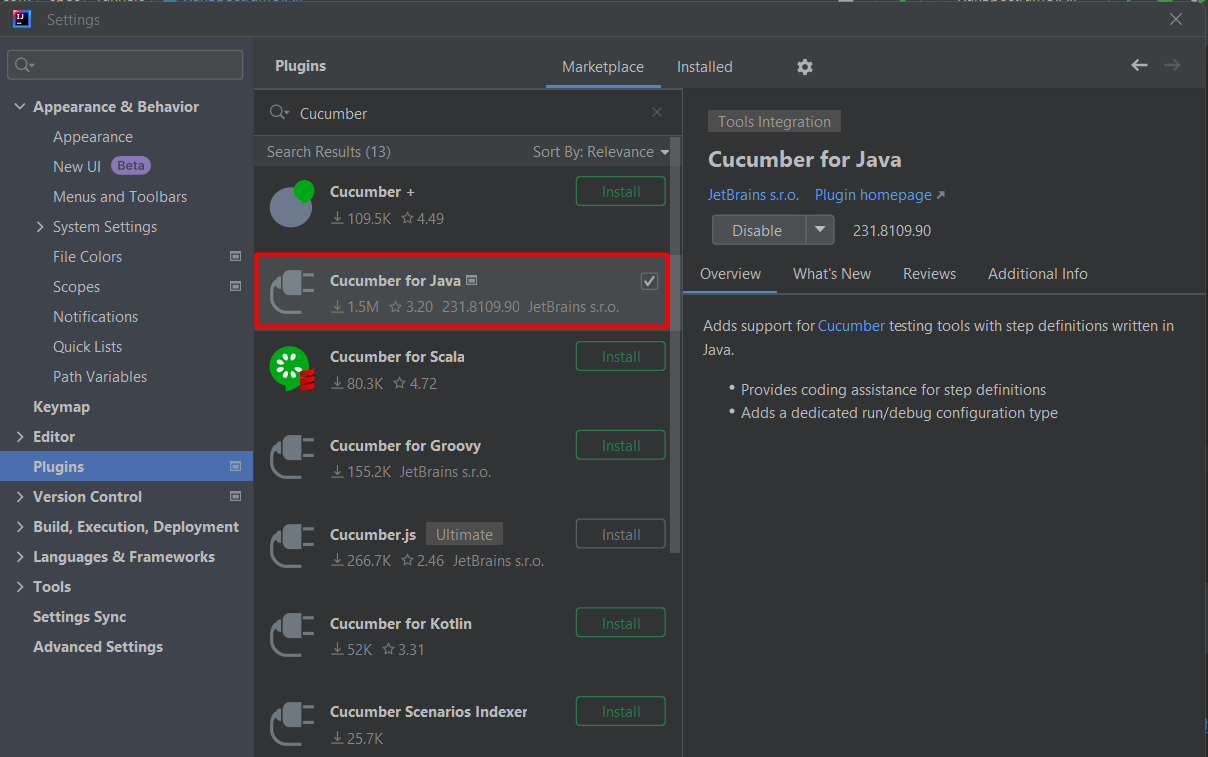 Settings
Appearance & Behavior
Appearance
New UI Beta
Menus and Toolbars
System Settings
File Colors
Scopes
Notifications
Quick Lists
Path Variables
Keymap
Editor
Plugins
Version Control
Build, Execution, Deployment
Languages & Frameworks
Tools
Settings Sync
Advanced Settings
Plugins
Marketplace
Installed
Cucumber
Search Results (13)
Sort By: Relevance
Cucumber +
Install
109.5K 4.49
Cucumber for Java
1.5M 3.20 231.8109.90 JetBrains s.r.o.
Cucumber for Scala
Install
80.3K 4.72
Cucumber for Groovy
Install
155.2K JetBrains s.r.o.
Cucumber.js Ultimate
Install
266.7K 2.46 JetBrains s.r.o.
Cucumber for Kotlin
Install
52K 3.31
Cucumber Scenarios Indexer
Install
25.7K
Tools Integration
Cucumber for Java
JetBrains s.r.o. Plugin homepage
Disable
231.8109.90
Overview
What's New
Reviews
Additional Info
Adds support for Cucumber testing tools with step definitions written in
Java.
• Provides coding assistance for step definitions
• Adds a dedicated run/debug configuration type